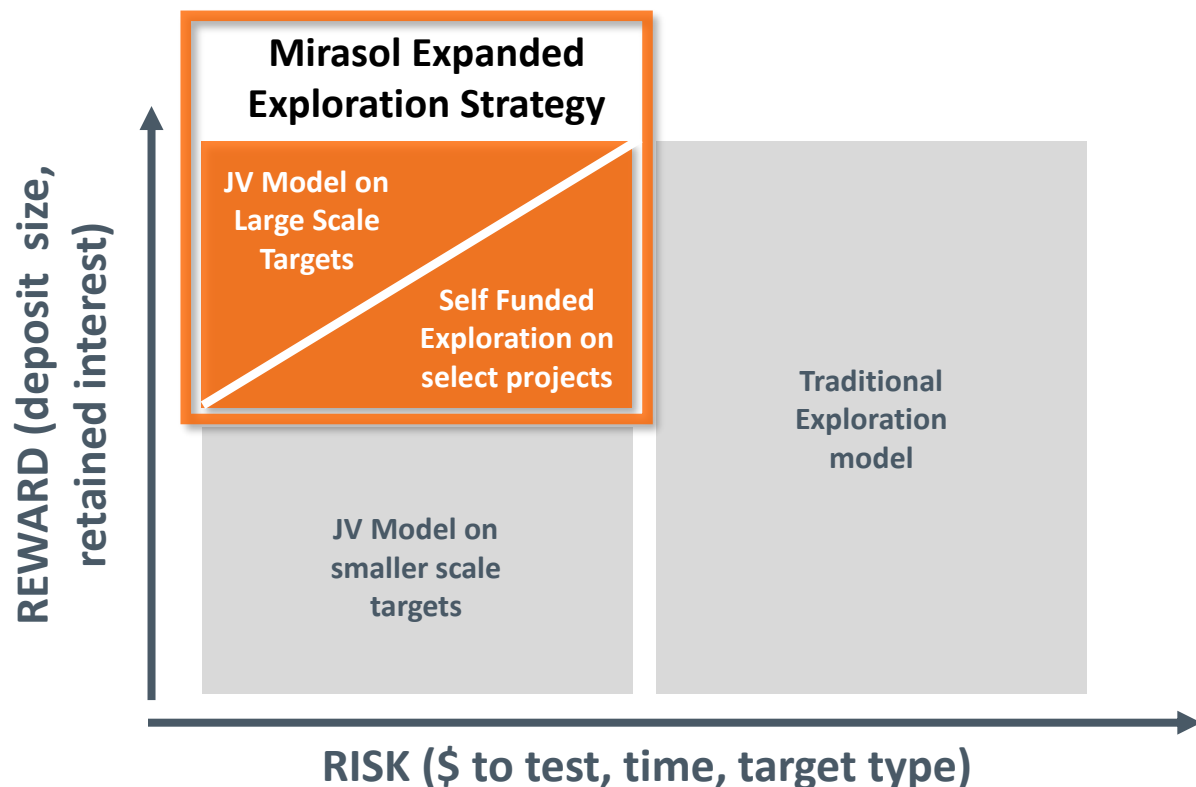 Mirasol Expanded
Exploration Strategy
JV Model on
Large Scale
Targets
Self Funded
Exploration on
select projects
Traditional
Exploration
model
JV Model on
smaller scale
targets
REWARD (deposit size,
retained interest)
RISK ($ to test, time, target type)